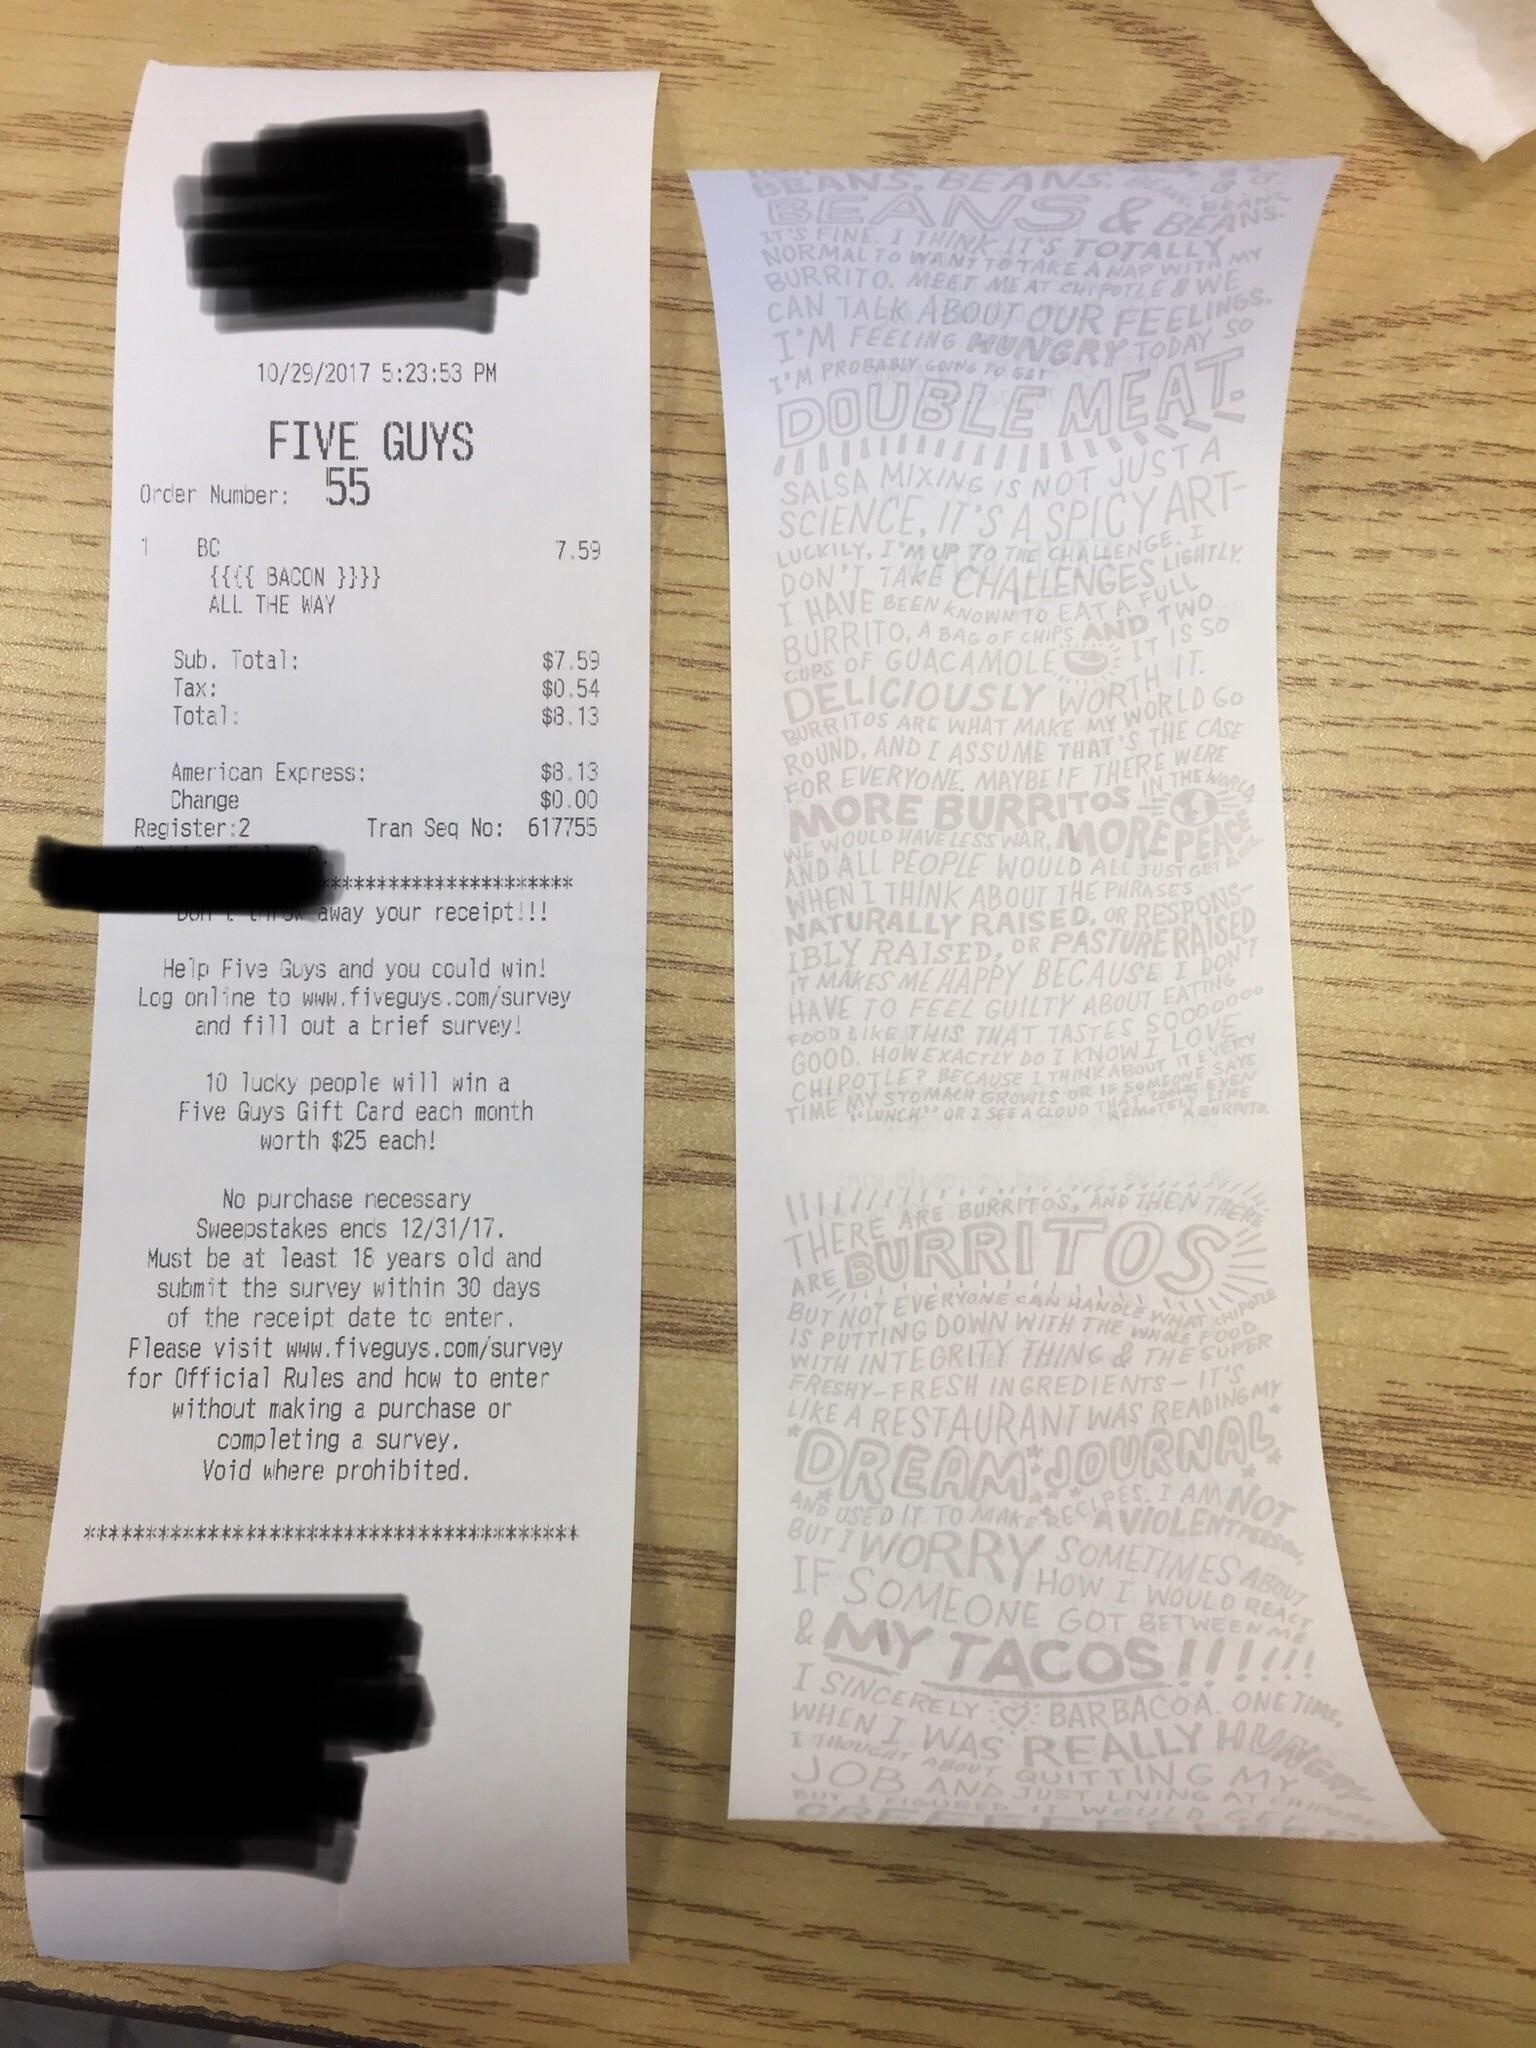 10/29/2017 5:23:53 PM
FIVE GUYS
Order Number: 55
1 BC 7.59
{{{{ BACON }}}}
ALL THE WAY
Sub. Total: $7.59
Tax: $0.54
Total: $8.13
American Express: $8.13
Change $0.00
Register:2 Tran Seq No: 617755
*************************
away your receipt!!!
Help Five Guys and you could win!
Log online to www.fiveguys.com/survey
and fill out a brief survey!
10 lucky people will win a
Five Guys Gift Card each month
worth $25 each!
No purchase necessary
Sweepstakes ends 12/31/17.
Must be at least 18 years old and
submit the survey within 30 days
of the receipt date to enter.
Please visit www.fiveguys.com/survey
for Official Rules and how to enter
without making a purchase or
completing a survey.
Void where prohibited.
*****************************************
BEANS, BEANS,
BEANS & BEANS.
IT'S FINE. I THINK IT'S TOTALLY
NORMAL TO WANT TO TAKE A NAP WITH MY
BURRITO. MEET ME AT CHIPOTLE & WE
CAN TALK ABOUT OUR FEELINGS.
I'M FEELING HUNGRY TODAY SO
I'M PROBABLY GOING TO GET
DOUBLE MEAT.
SALSA MIXING IS NOT JUST A
SCIENCE, IT'S A SPICY ART-
LUCKILY, I'M UP TO THE CHALLENGE. I
DON'T TAKE CHALLENGES LIGHTLY.
I HAVE BEEN KNOWN TO EAT A FULL
BURRITO, A BAG OF CHIPS AND TWO
CUPS OF GUACAMOLE IT IS SO
DELICIOUSLY WORTH IT.
BURRITOS ARE WHAT MAKE MY WORLD GO
ROUND, AND I ASSUME THAT'S THE CASE
FOR EVERYONE. MAYBE IF THERE WERE
MORE BURRITOS IN THE WORLD
WE WOULD HAVE LESS WAR, MORE PEACE
AND ALL PEOPLE WOULD ALL JUST GET ALONG.
WHEN I THINK ABOUT THE PHRASES
NATURALLY RAISED, OR RESPONS-
IBLY RAISED, OR PASTURE RAISED
IT MAKES ME HAPPY BECAUSE I DON'T
HAVE TO FEEL GUILTY ABOUT EATING
FOOD LIKE THIS THAT TASTES SOOOOOOO
GOOD. HOW EXACTLY DO I KNOW I LOVE
CHIPOTLE? BECAUSE I THINK ABOUT IT EVERY
TIME MY STOMACH GROWLS OR IF SOMEONE SAYS
"LUNCH" OR I SEE A CLOUD THAT LOOKS EVEN
REMOTELY LIKE A BURRITO.
THERE ARE BURRITOS, AND THEN THERE
ARE BURRITOS
BUT NOT EVERYONE CAN HANDLE WHAT CHIPOTLE
IS PUTTING DOWN WITH THE WHOLE FOOD
WITH INTEGRITY THING & THE SUPER
FRESHY-FRESH INGREDIENTS- IT'S
LIKE A RESTAURANT WAS READING MY
DREAM JOURNAL
AND USED IT TO MAKE RECIPES. I AM NOT
A VIOLENT PERSON,
BUT I WORRY SOMETIMES ABOUT
HOW I WOULD REACT
IF SOMEONE GOT BETWEEN ME
& MY TACOS!!!!!!!
I SINCERELY BARBACOA. ONE TIME,
WHEN I WAS REALLY HUNGRY
I THOUGHT ABOUT QUITTING MY
JOB AND JUST LIVING AT CHIPOTLE
BUT I FIGURED IT WOULD GET